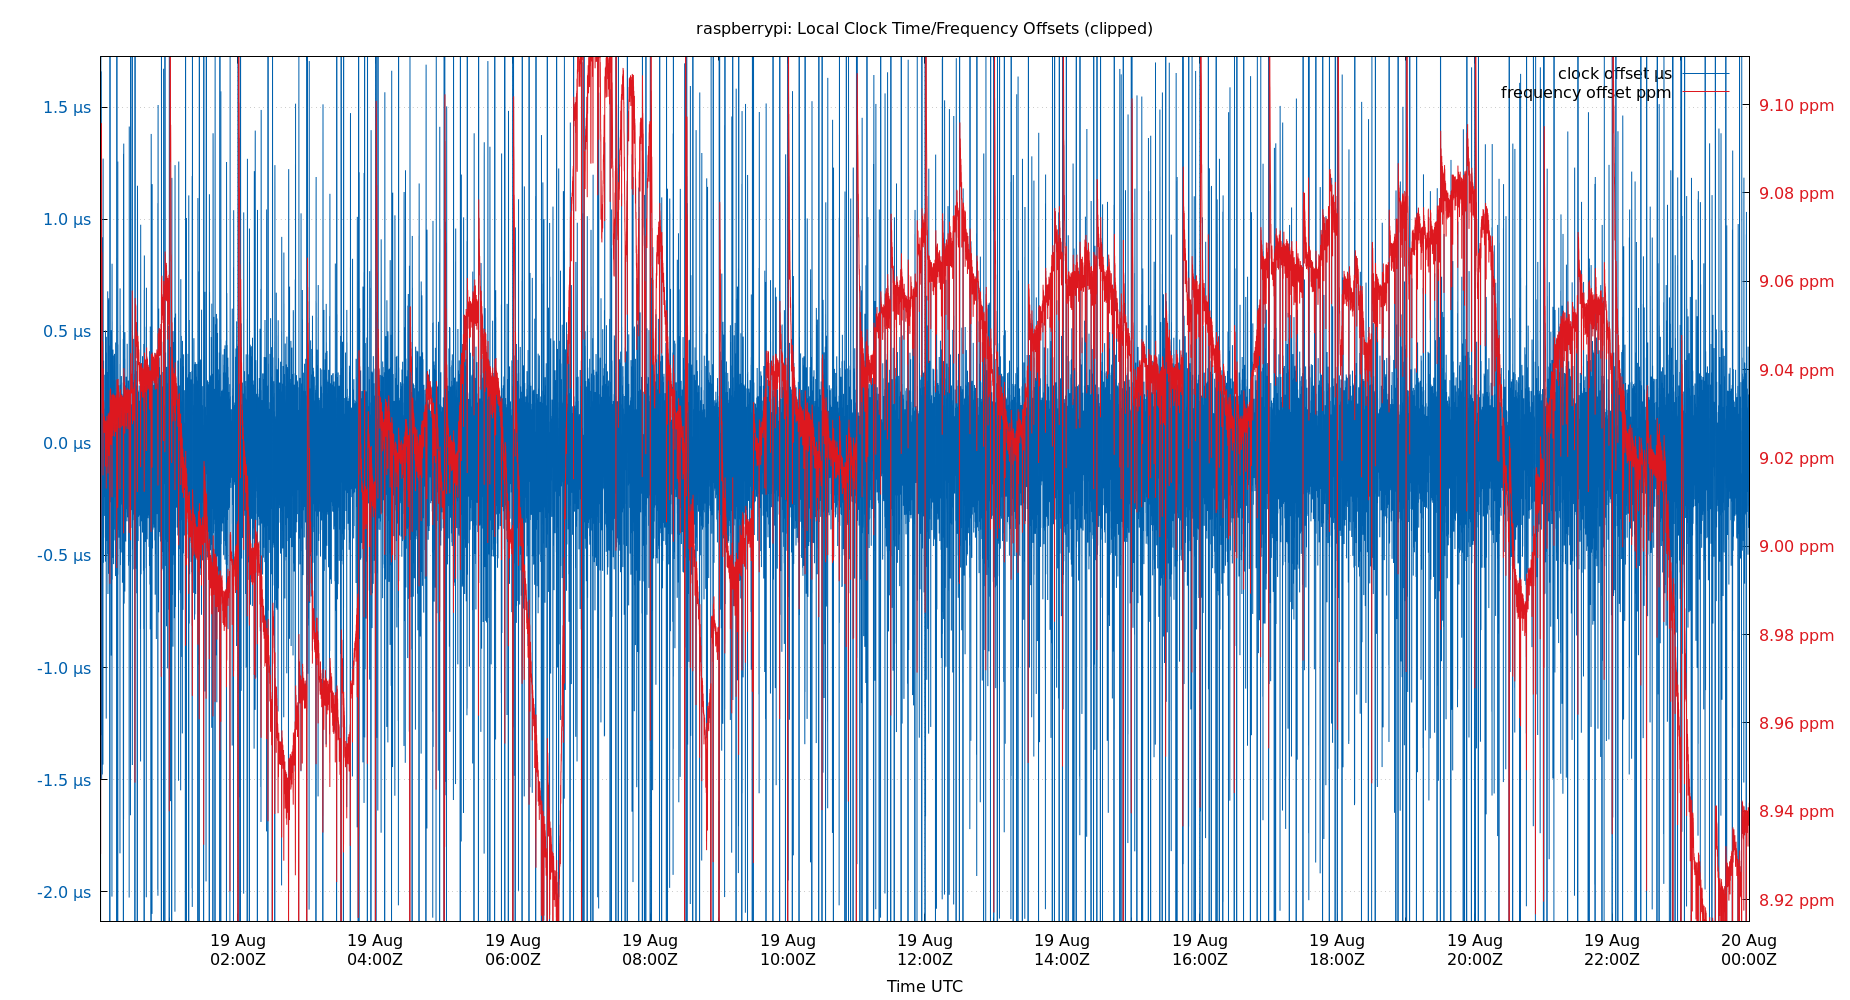 raspberrypi: Local Clock Time/Frequency Offsets (clipped)
clock offset µs
frequency offset ppm
1.5 µs
1.0 µs
0.5 µs
0.0 µs
-0.5 µs
-1.0 µs
-1.5 µs
-2.0 µs
9.10 ppm
9.08 ppm
9.06 ppm
9.04 ppm
9.02 ppm
9.00 ppm
8.98 ppm
8.96 ppm
8.94 ppm
8.92 ppm
19 Aug 19 Aug 19 Aug 19 Aug 19 Aug 19 Aug 19 Aug 19 Aug 19 Aug 19 Aug 19 Aug 20 Aug
02:00Z 04:00Z 06:00Z 08:00Z 10:00Z 12:00Z 14:00Z 16:00Z 18:00Z 20:00Z 22:00Z 00:00Z
Time UTC